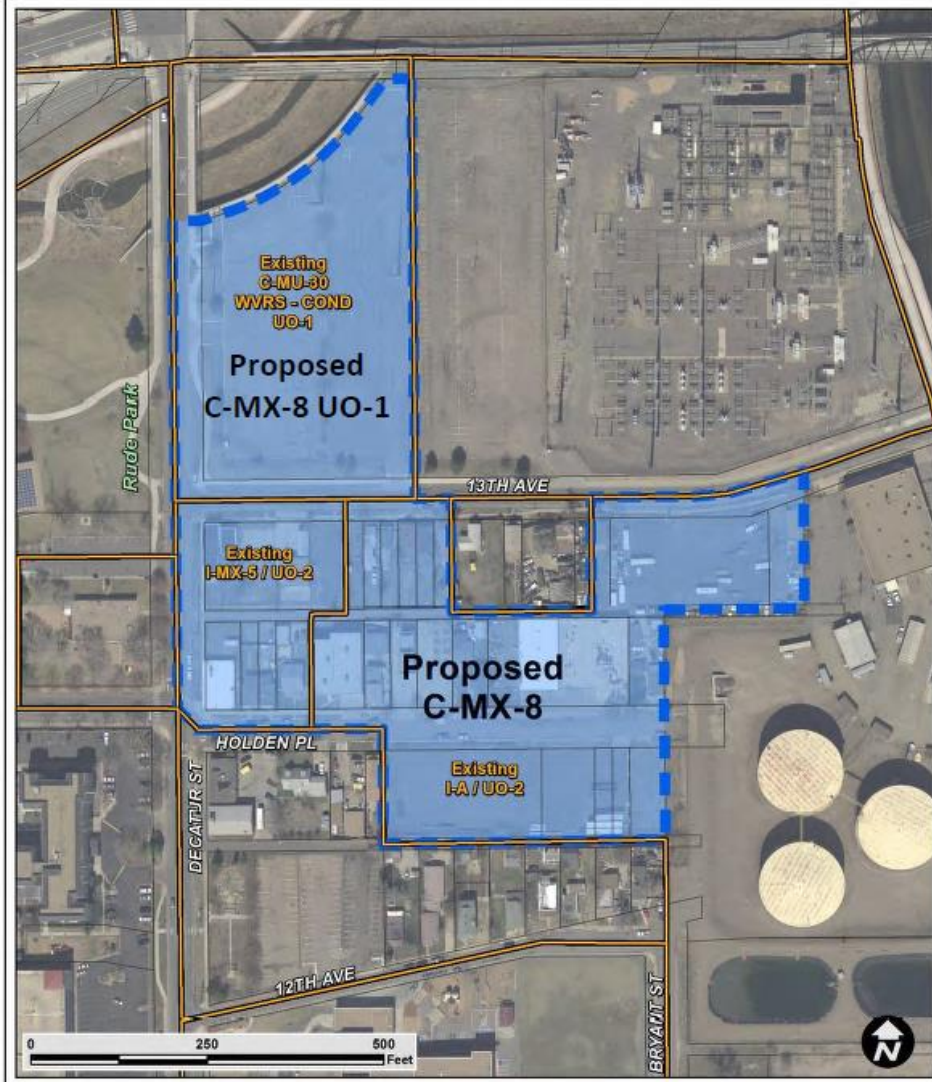 Existing
C-MU-30
WVRS - COND
UO-1
Proposed
C-MX-8 UO-1
Rude Park
13TH AVE
Existing
I-MX-5 / UO-2
Proposed
C-MX-8
HOLDEN PL
Existing
I-A / UO-2
DECATUR ST
12TH AVE
BRYANT ST
0 250 500
Feet
N